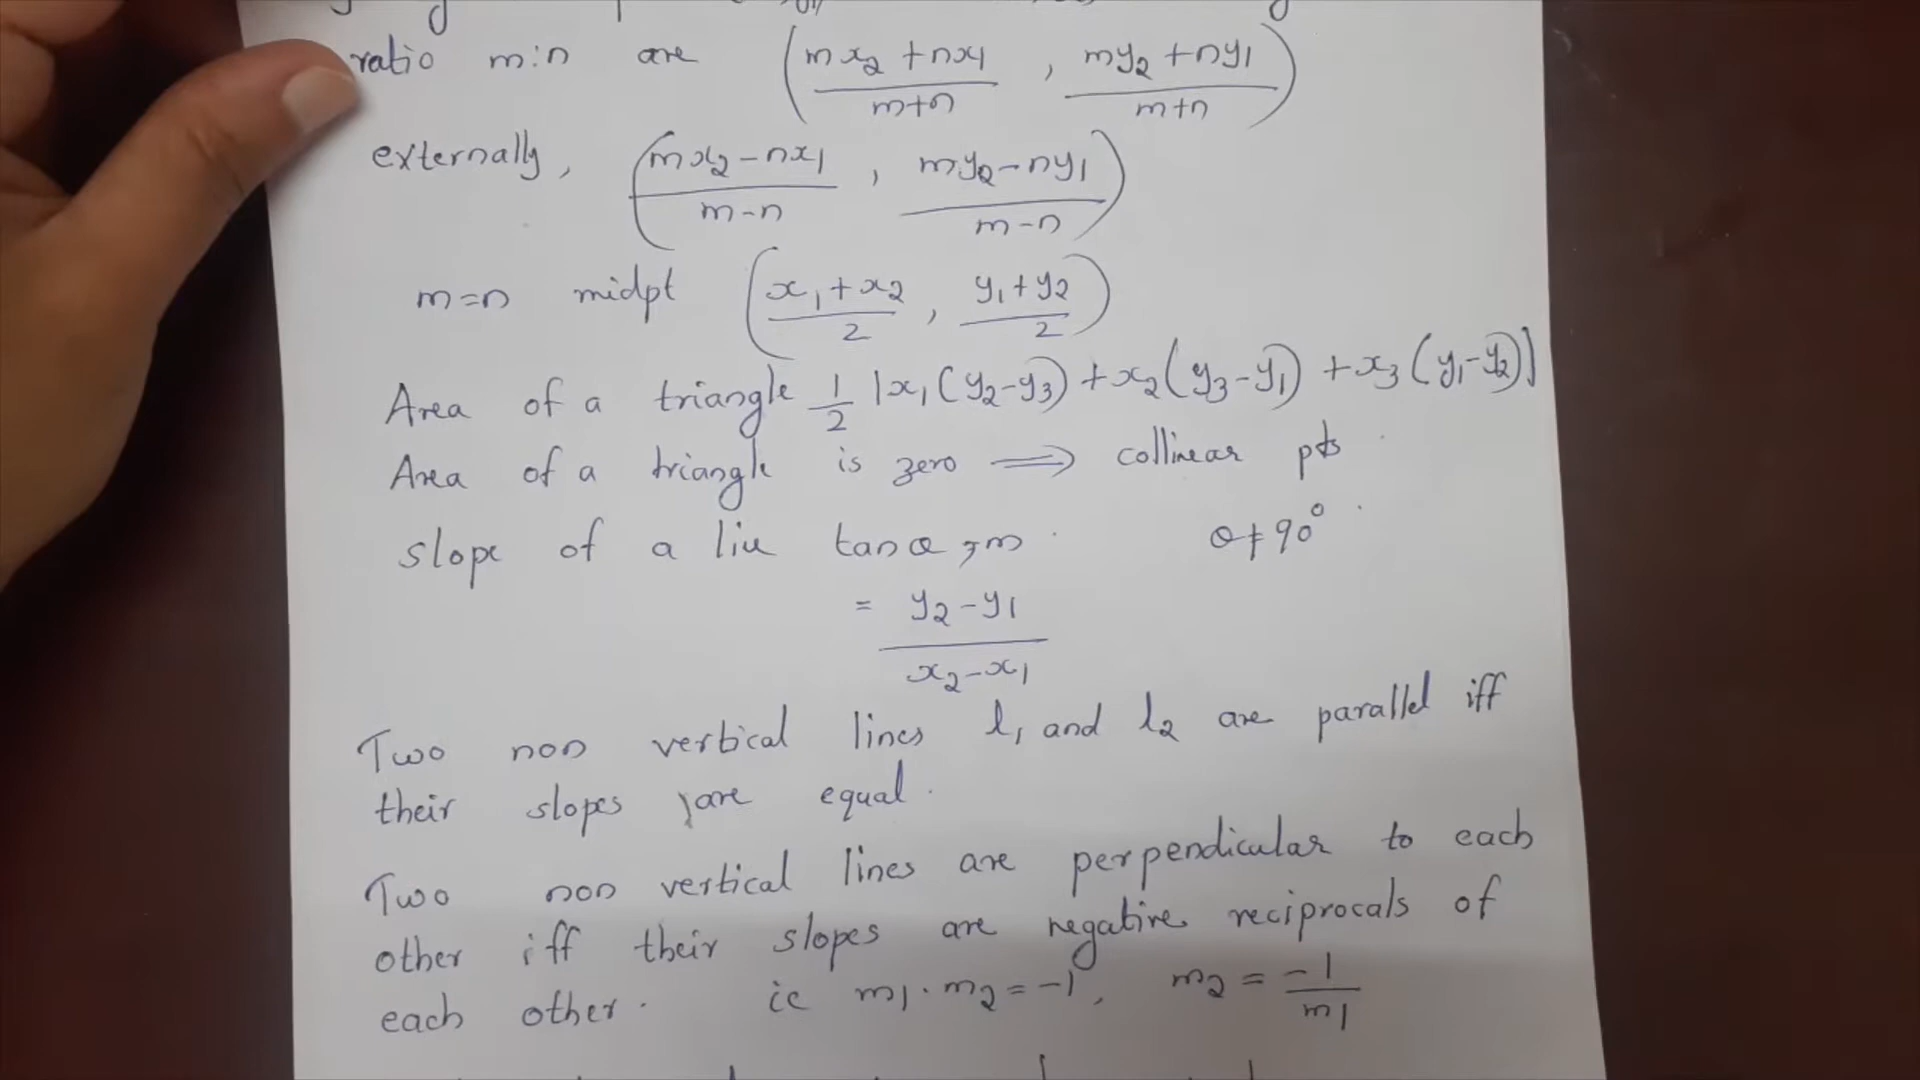 ratio m:n are ( mx2 + nx1 / m+n , my2 + ny1 / m+n )
externally, ( mx2 - nx1 / m-n , my2 - ny1 / m-n )
m=n midpt ( x1 + x2 / 2 , y1 + y2 / 2 )
Area of a triangle 1/2 |x1 (y2-y3) + x2 (y3-y1) + x3 (y1-y2)|
Area of a triangle is zero ⟹ collinear pts
slope of a line tanθ = m . θ ≠ 90°
= y2 - y1 / x2 - x1
Two non vertical lines l1 and l2 are parallel iff
their slopes are equal .
Two non vertical lines are perpendicular to each
other iff their slopes are negative reciprocals of
each other . ie m1 . m2 = -1, m2 = -1 / m1